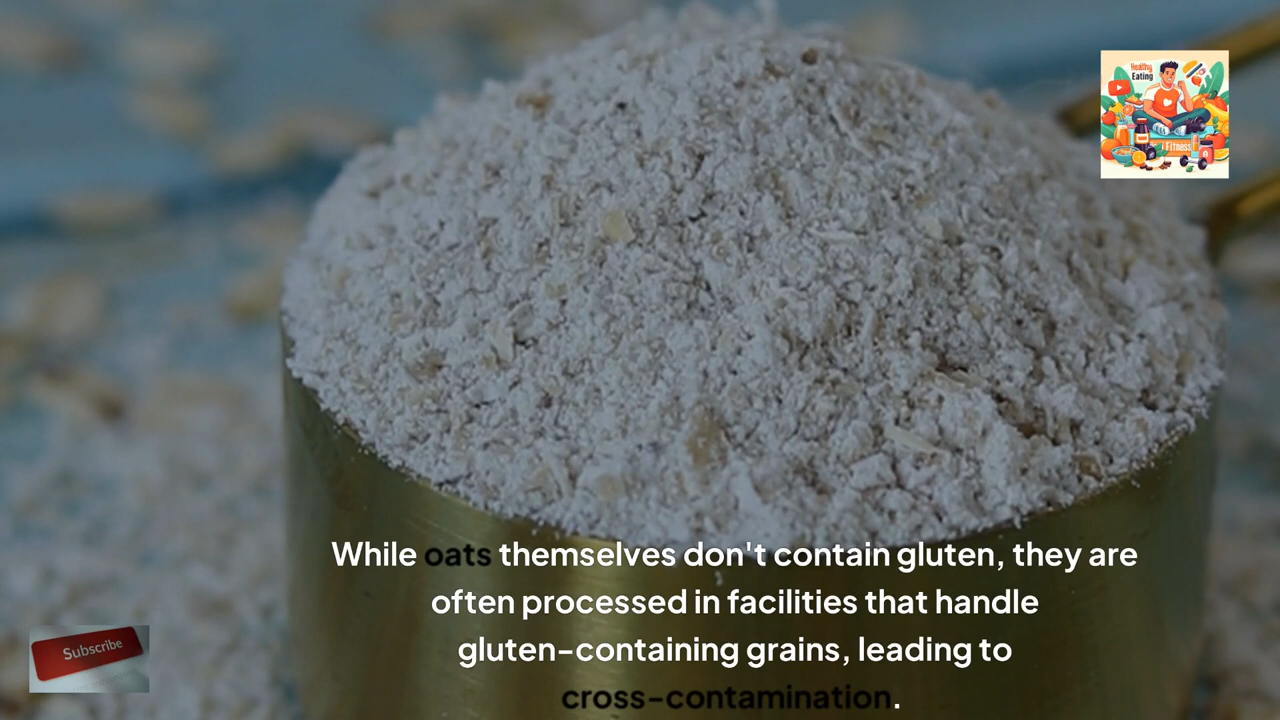 Healthy
Eating
Fitness
While oats themselves don't contain gluten, they are
often processed in facilities that handle
gluten-containing grains, leading to
cross-contamination.
Subscribe